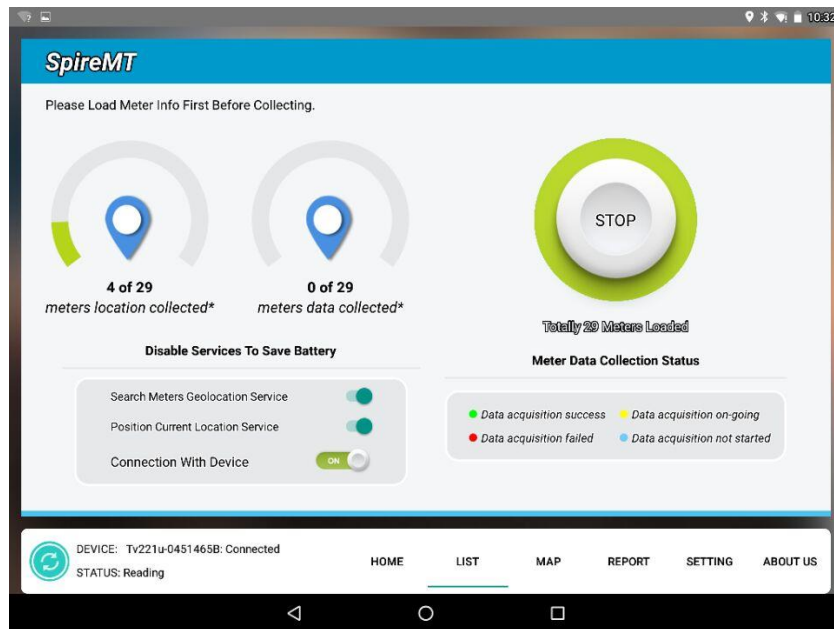 10:32
SpireMT
Please Load Meter Info First Before Collecting.
STOP
4 of 29
meters location collected*
0 of 29
meters data collected*
Totally 29 Meters Loaded
Disable Services To Save Battery
Meter Data Collection Status
Search Meters Geolocation Service
Position Current Location Service
Connection With Device
ON
Data acquisition success
Data acquisition on-going
Data acquisition failed
Data acquisition not started
DEVICE: Tv221u-0451465B: Connected
STATUS: Reading
HOME
LIST
MAP
REPORT
SETTING
ABOUT US